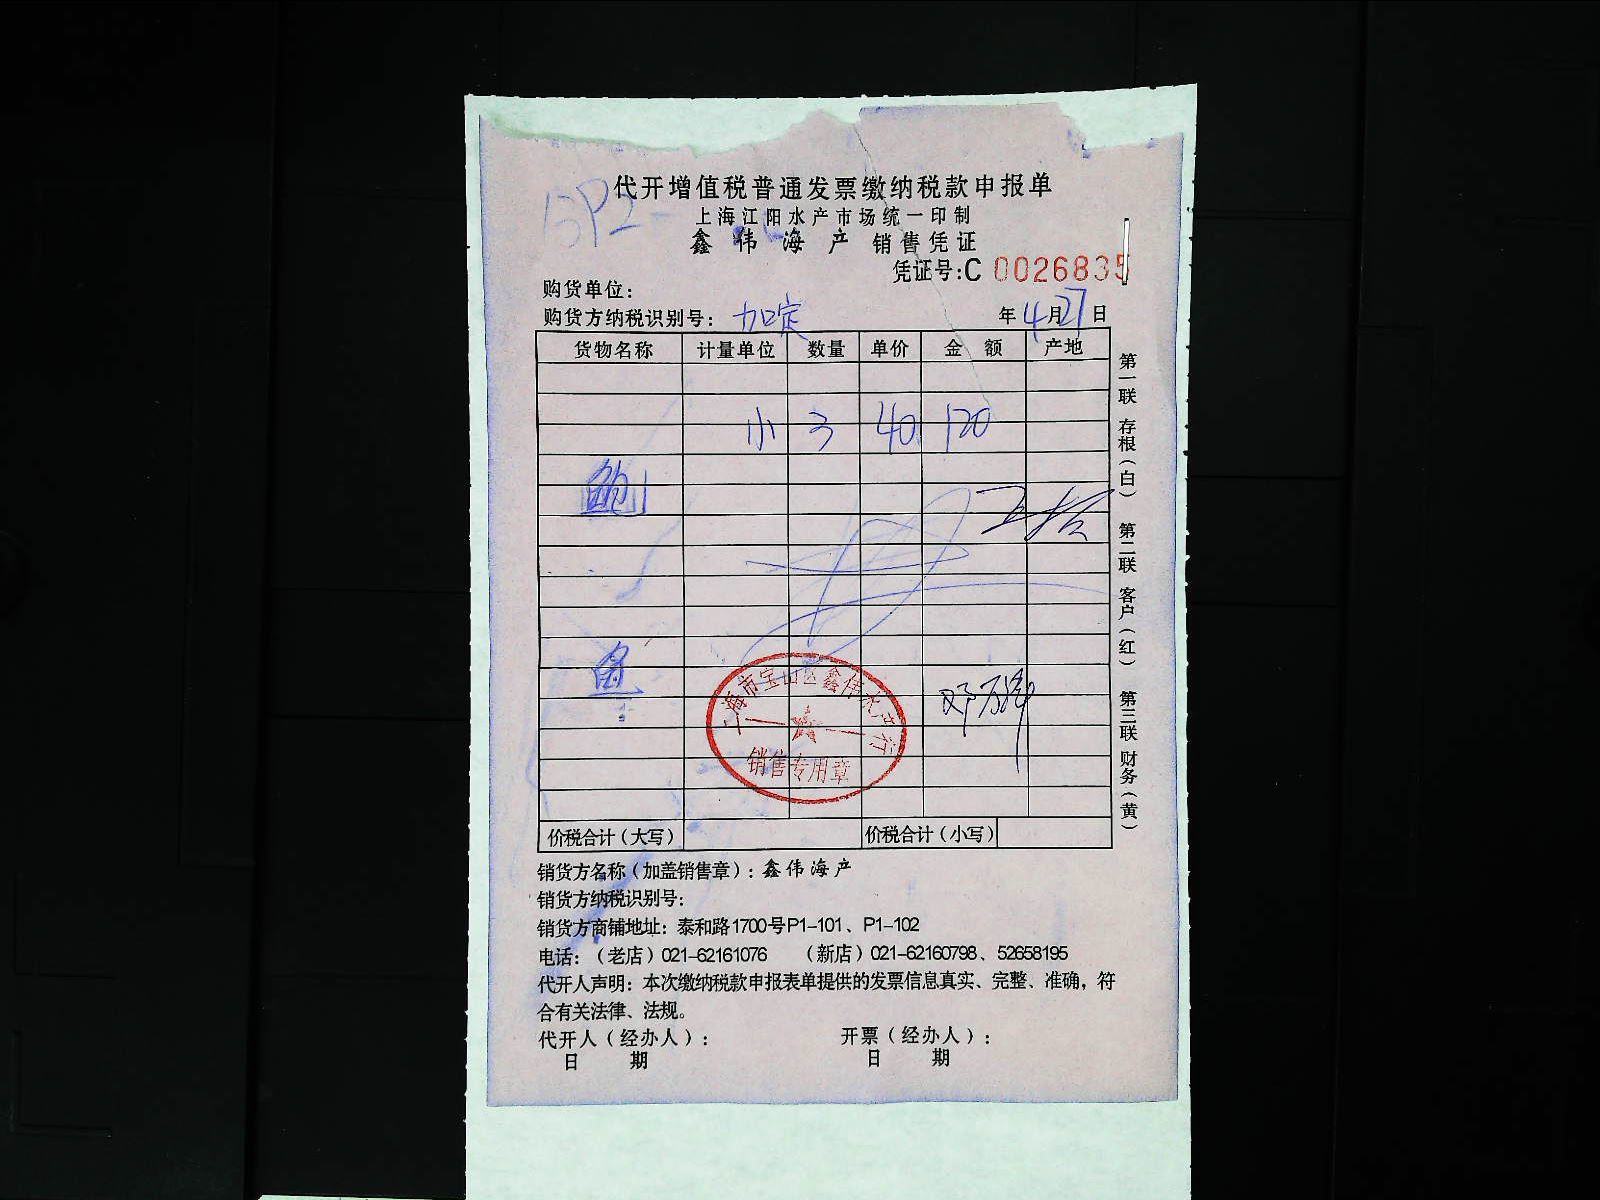 代开增值税普通发票缴纳税款申报单
上海江阳水产市场统一印制
鑫伟海产 销售凭证
凭证号:C 0026835
购货单位:
购货方纳税识别号: 加定 年4月27日
货物名称 计量单位 数量 单价 金额 产地
小 3 40 120
上海市宝山区鑫伟水产行
销售专用章
价税合计(大写) 价税合计(小写)
第一联 存根(白) 第二联 客户(红) 第三联 财务(黄)
销货方名称(加盖销售章):鑫伟海产
销货方纳税识别号:
销货方商铺地址:泰和路1700号P1-101、P1-102
电话:(老店)021-62161076 (新店)021-62160798、52658195
代开人声明:本次缴纳税款申报表单提供的发票信息真实、完整、准确,符
合有关法律、法规。
代开人(经办人): 开票(经办人):
日 期 日 期